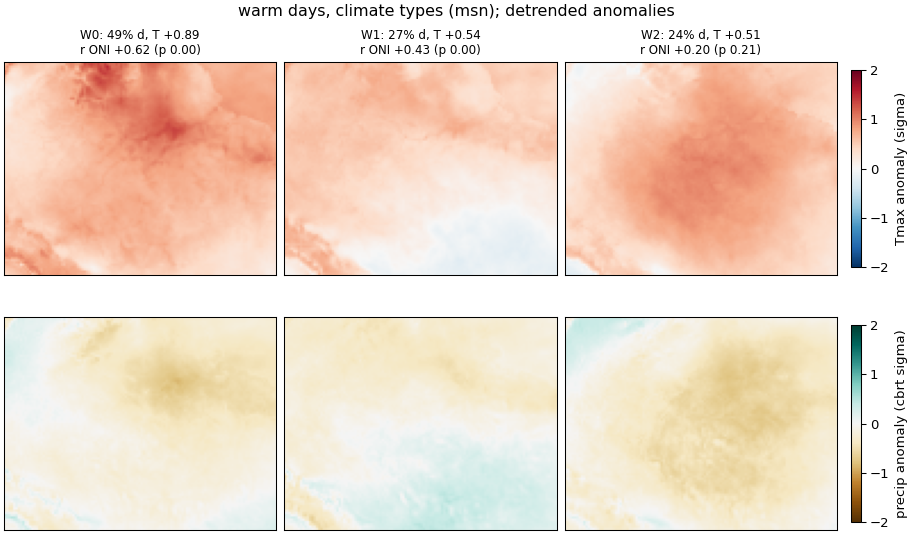 warm days, climate types (msn); detrended anomalies
W0: 49% d, T +0.89
r ONI +0.62 (p 0.00)
W1: 27% d, T +0.54
r ONI +0.43 (p 0.00)
W2: 24% d, T +0.51
r ONI +0.20 (p 0.21)
2
1
0
−1
−2
Tmax anomaly (sigma)
2
1
0
−1
−2
precip anomaly (cbrt sigma)